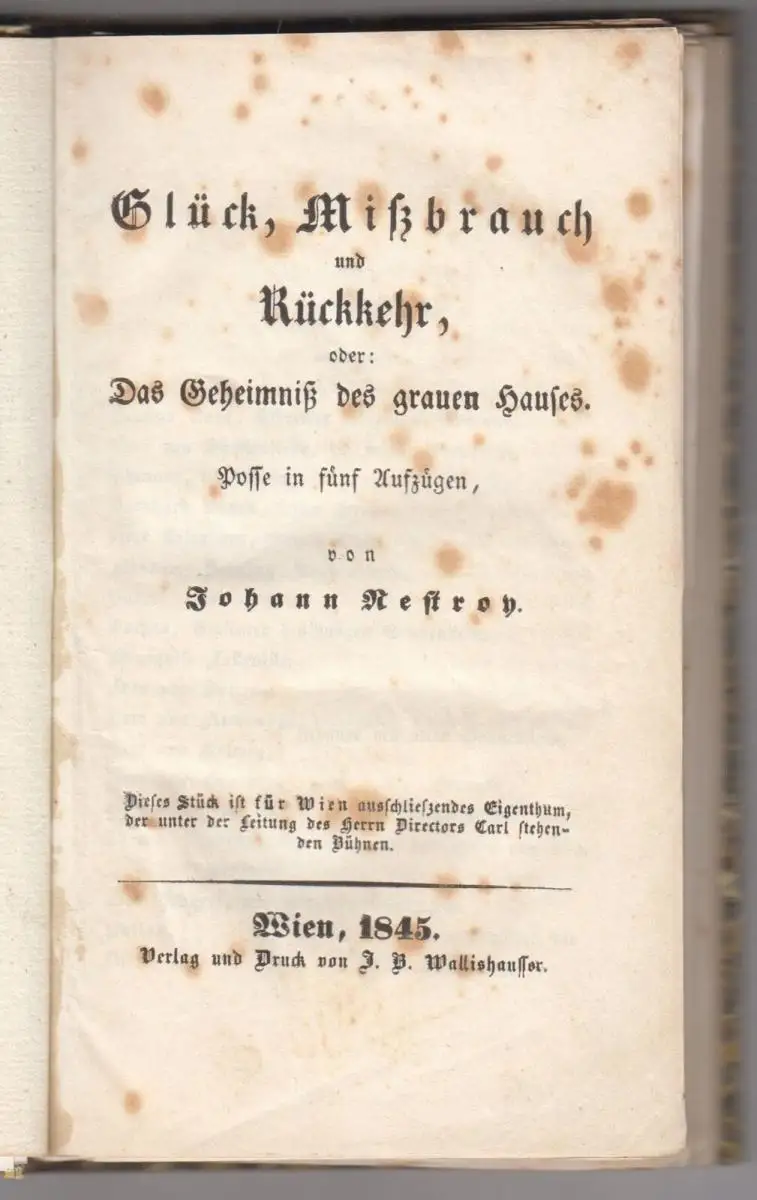 Glück, Mißbrauch
und
Rückkehr,
oder:
Das Geheimniß des grauen Hauses.
Posse in fünf Aufzügen,
von
Johann Nestroy.
Dieses Stück ist für Wien ausschließendes Eigenthum,
der unter der Leitung des Herrn Directors Carl stehen-
den Bühnen.
Wien, 1845.
Verlag und Druck von J. B. Wallishausser.